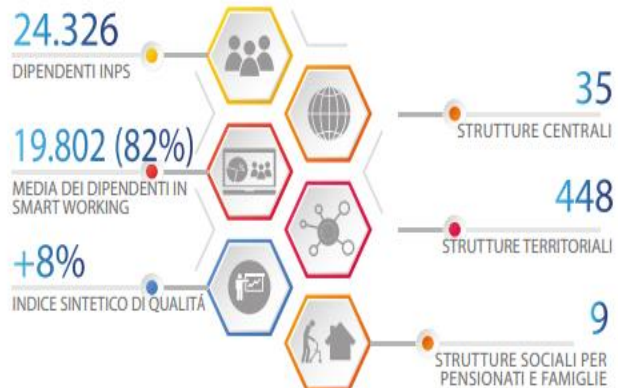 24.326
DIPENDENTI INPS
19.802 (82%)
MEDIA DEI DIPENDENTI IN
SMART WORKING
+8%
INDICE SINTETICO DI QUALITÁ
35
STRUTTURE CENTRALI
448
STRUTTURE TERRITORIALI
9
STRUTTURE SOCIALI PER
PENSIONATI E FAMIGLIE